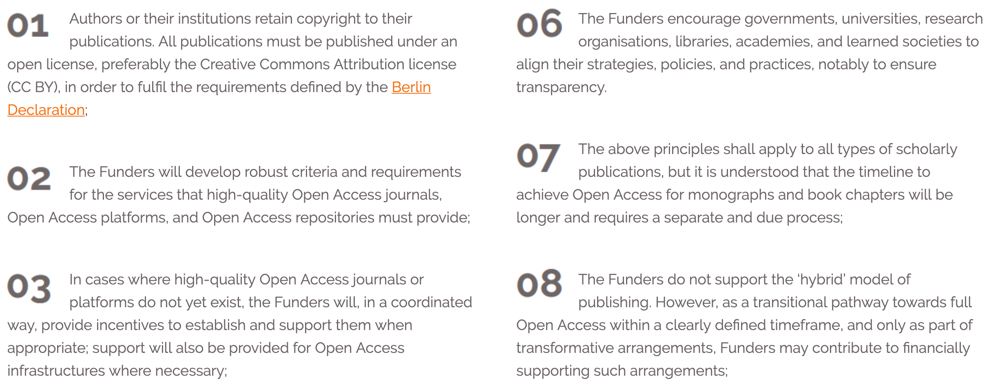 01 Authors or their institutions retain copyright to their
publications. All publications must be published under an
open license, preferably the Creative Commons Attribution license
(CC BY), in order to fulfil the requirements defined by the Berlin
Declaration;
02 The Funders will develop robust criteria and requirements
for the services that high-quality Open Access journals,
Open Access platforms, and Open Access repositories must provide;
03 In cases where high-quality Open Access journals or
platforms do not yet exist, the Funders will, in a coordinated
way, provide incentives to establish and support them when
appropriate; support will also be provided for Open Access
infrastructures where necessary;
06 The Funders encourage governments, universities, research
organisations, libraries, academies, and learned societies to
align their strategies, policies, and practices, notably to ensure
transparency.
07 The above principles shall apply to all types of scholarly
publications, but it is understood that the timeline to
achieve Open Access for monographs and book chapters will be
longer and requires a separate and due process;
08 The Funders do not support the ‘hybrid’ model of
publishing. However, as a transitional pathway towards full
Open Access within a clearly defined timeframe, and only as part of
transformative arrangements, Funders may contribute to financially
supporting such arrangements;